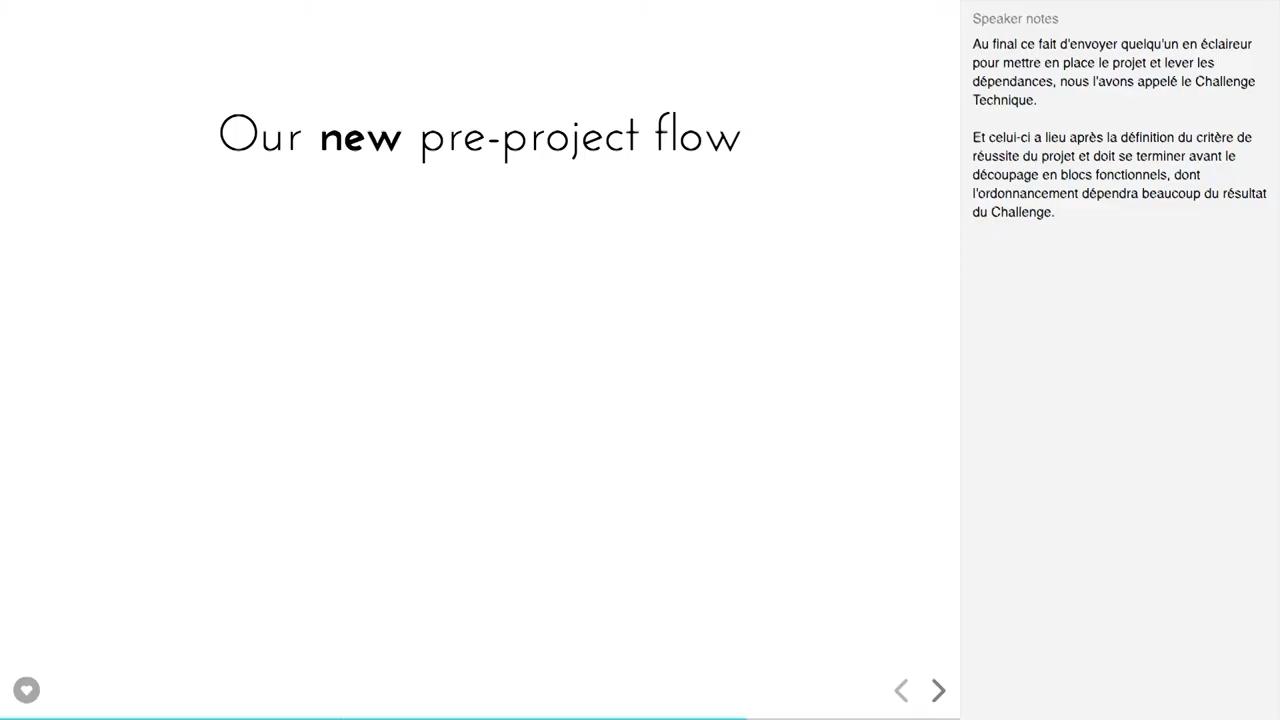 Our new pre-project flow
Speaker notes
Au final ce fait d'envoyer quelqu'un en éclaireur
pour mettre en place le projet et lever les
dépendances, nous l'avons appelé le Challenge
Technique.
Et celui-ci a lieu après la définition du critère de
réussite du projet et doit se terminer avant le
découpage en blocs fonctionnels, dont
l'ordonnancement dépendra beaucoup du résultat
du Challenge.